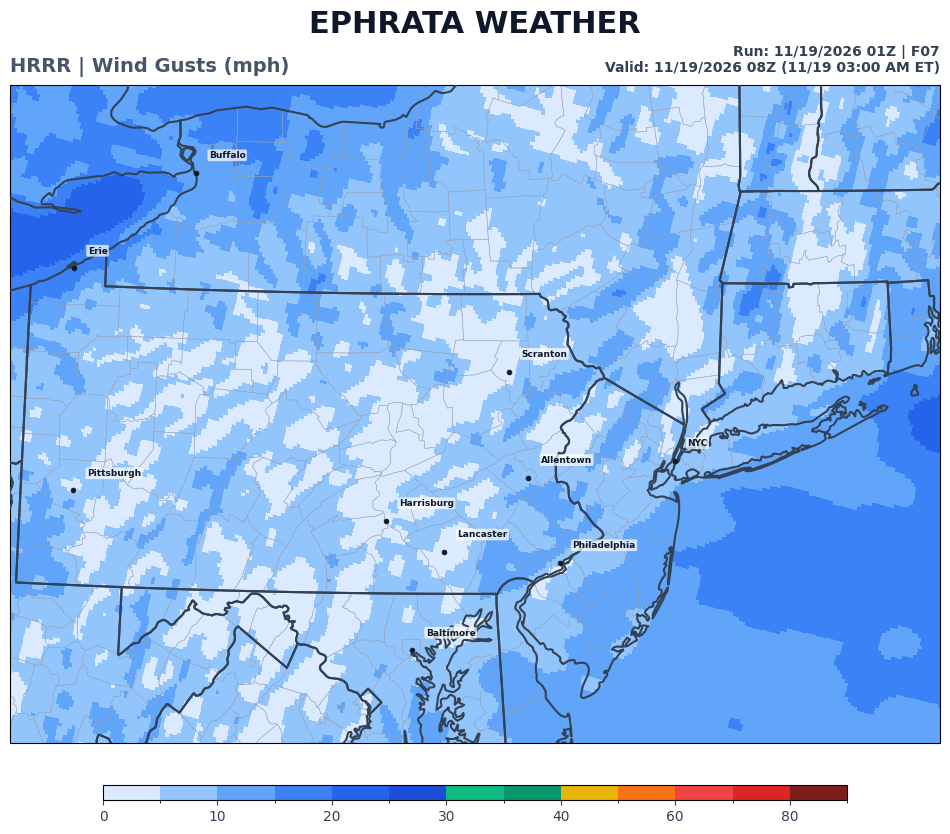 EPHRATA WEATHER
HRRR | Wind Gusts (mph)
Run: 11/19/2026 01Z | F07
Valid: 11/19/2026 08Z (11/19 03:00 AM ET)
Buffalo
Erie
Scranton
NYC
Allentown
Pittsburgh
Harrisburg
Lancaster
Philadelphia
Baltimore
0 10 20 30 40 50 60 70 80